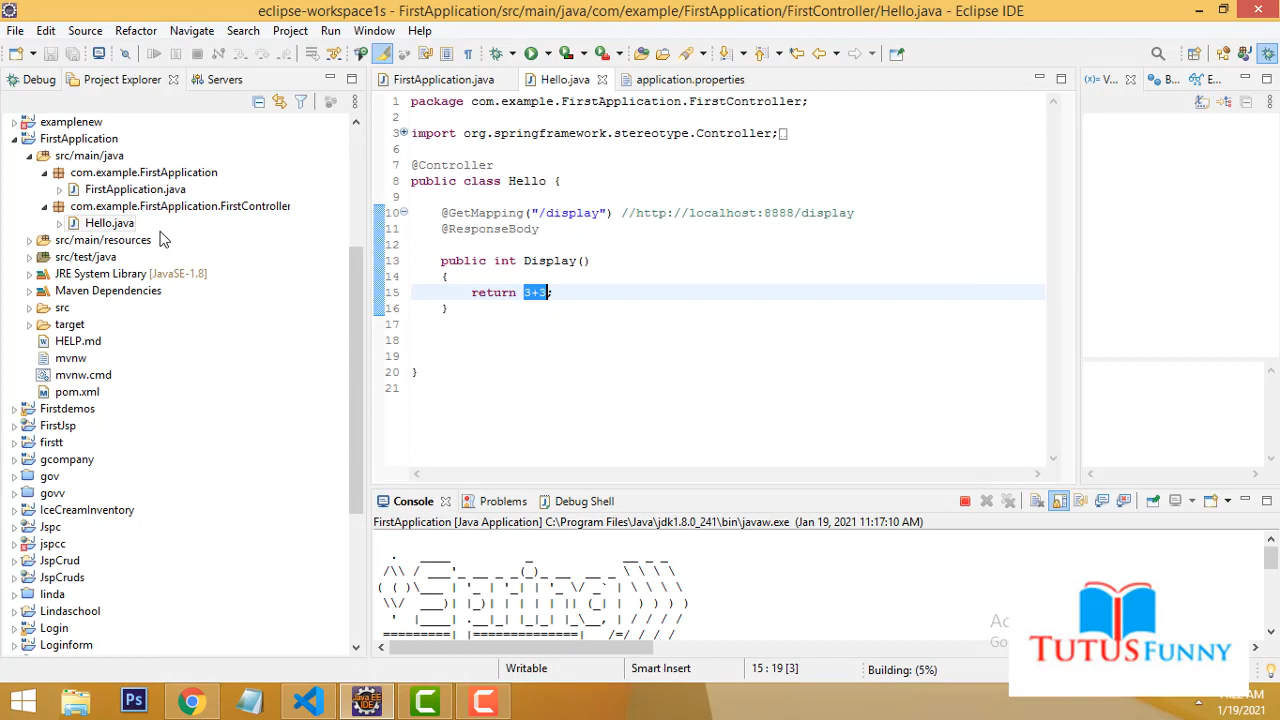 eclipse-workspace1s - FirstApplication/src/main/java/com/example/FirstApplication/FirstController/Hello.java - Eclipse IDE
File Edit Source Refactor Navigate Search Project Run Window Help
Debug Project Explorer Servers
FirstApplication.java Hello.java application.properties
V... B... E...
examplenew
FirstApplication
src/main/java
com.example.FirstApplication
FirstApplication.java
com.example.FirstApplication.FirstController
Hello.java
src/main/resources
src/test/java
JRE System Library [JavaSE-1.8]
Maven Dependencies
src
target
HELP.md
mvnw
mvnw.cmd
pom.xml
Firstdemos
FirstJsp
firstt
gcompany
gov
govv
IceCreamInventory
Jspc
jspcc
JspCrud
JspCruds
linda
Lindaschool
Login
Loginform
1 package com.example.FirstApplication.FirstController;
2
3 import org.springframework.stereotype.Controller;
6
7 @Controller
8 public class Hello {
9
10 @GetMapping("/display") //http://localhost:8888/display
11 @ResponseBody
12
13 public int Display()
14 {
15 return 3+3;
16 }
17
18
19
20 }
21
Console Problems Debug Shell
FirstApplication [Java Application] C:\Program Files\Java\jdk1.8.0_241\bin\javaw.exe (Jan 19, 2021 11:17:10 AM)
Spring
Writable Smart Insert 15 : 19 [3] Building: (5%)
TUTUSFUNNY
1/19/2021